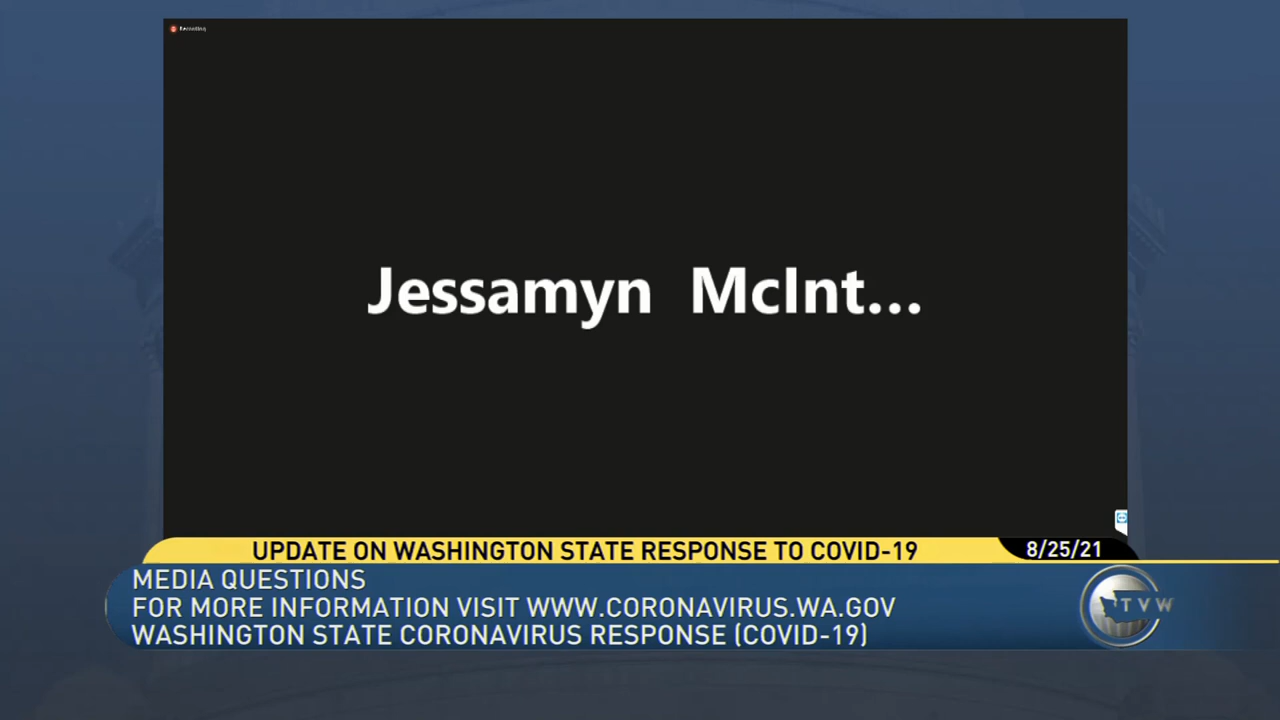 Recording
Jessamyn McInt...
UPDATE ON WASHINGTON STATE RESPONSE TO COVID-19
8/25/21
MEDIA QUESTIONS
FOR MORE INFORMATION VISIT WWW.CORONAVIRUS.WA.GOV
WASHINGTON STATE CORONAVIRUS RESPONSE (COVID-19)
TVW